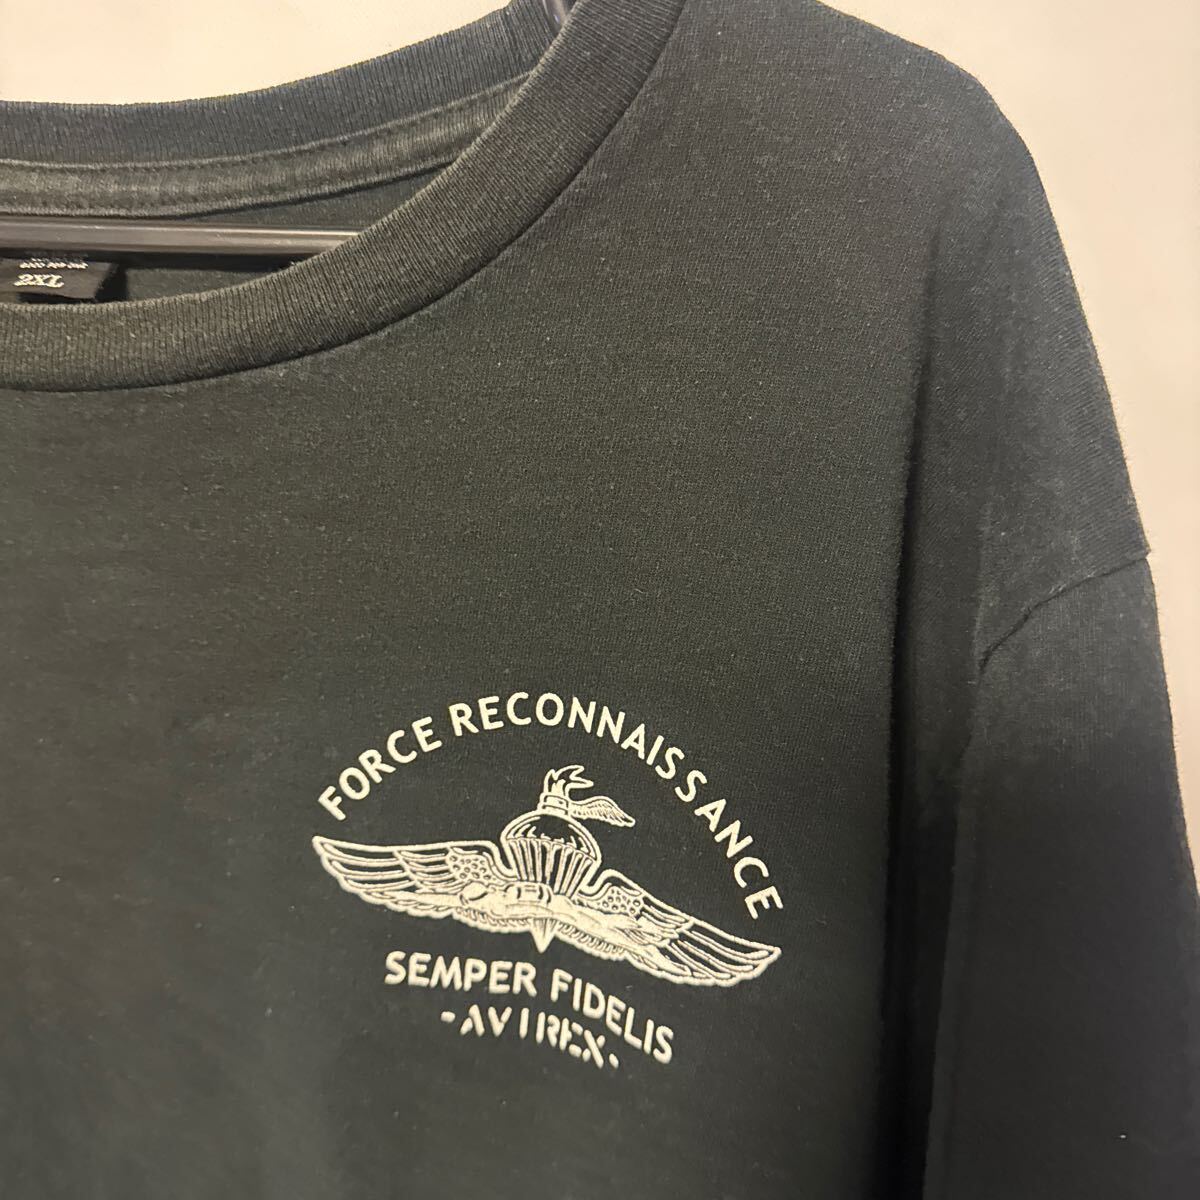 2XL
FORCE RECONNAISSANCE
SEMPER FIDELIS
-AVIREX-